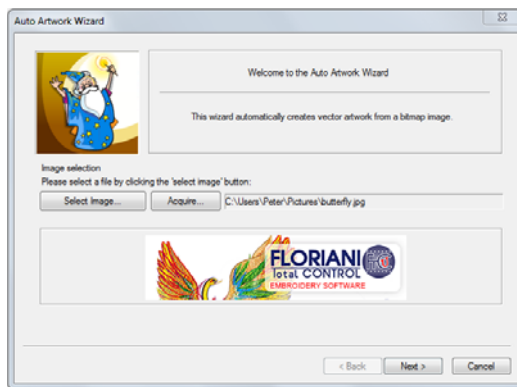 Auto Artwork Wizard
Welcome to the Auto Artwork Wizard
This wizard automatically creates vector artwork from a bitmap image.
Image selection
Please select a file by clicking the 'select image' button:
Select Image...
Acquire...
C:\Users\Peter\Pictures\butterfly.jpg
FLORIANI
Total CONTROL
EMBROIDERY SOFTWARE
< Back
Next >
Cancel